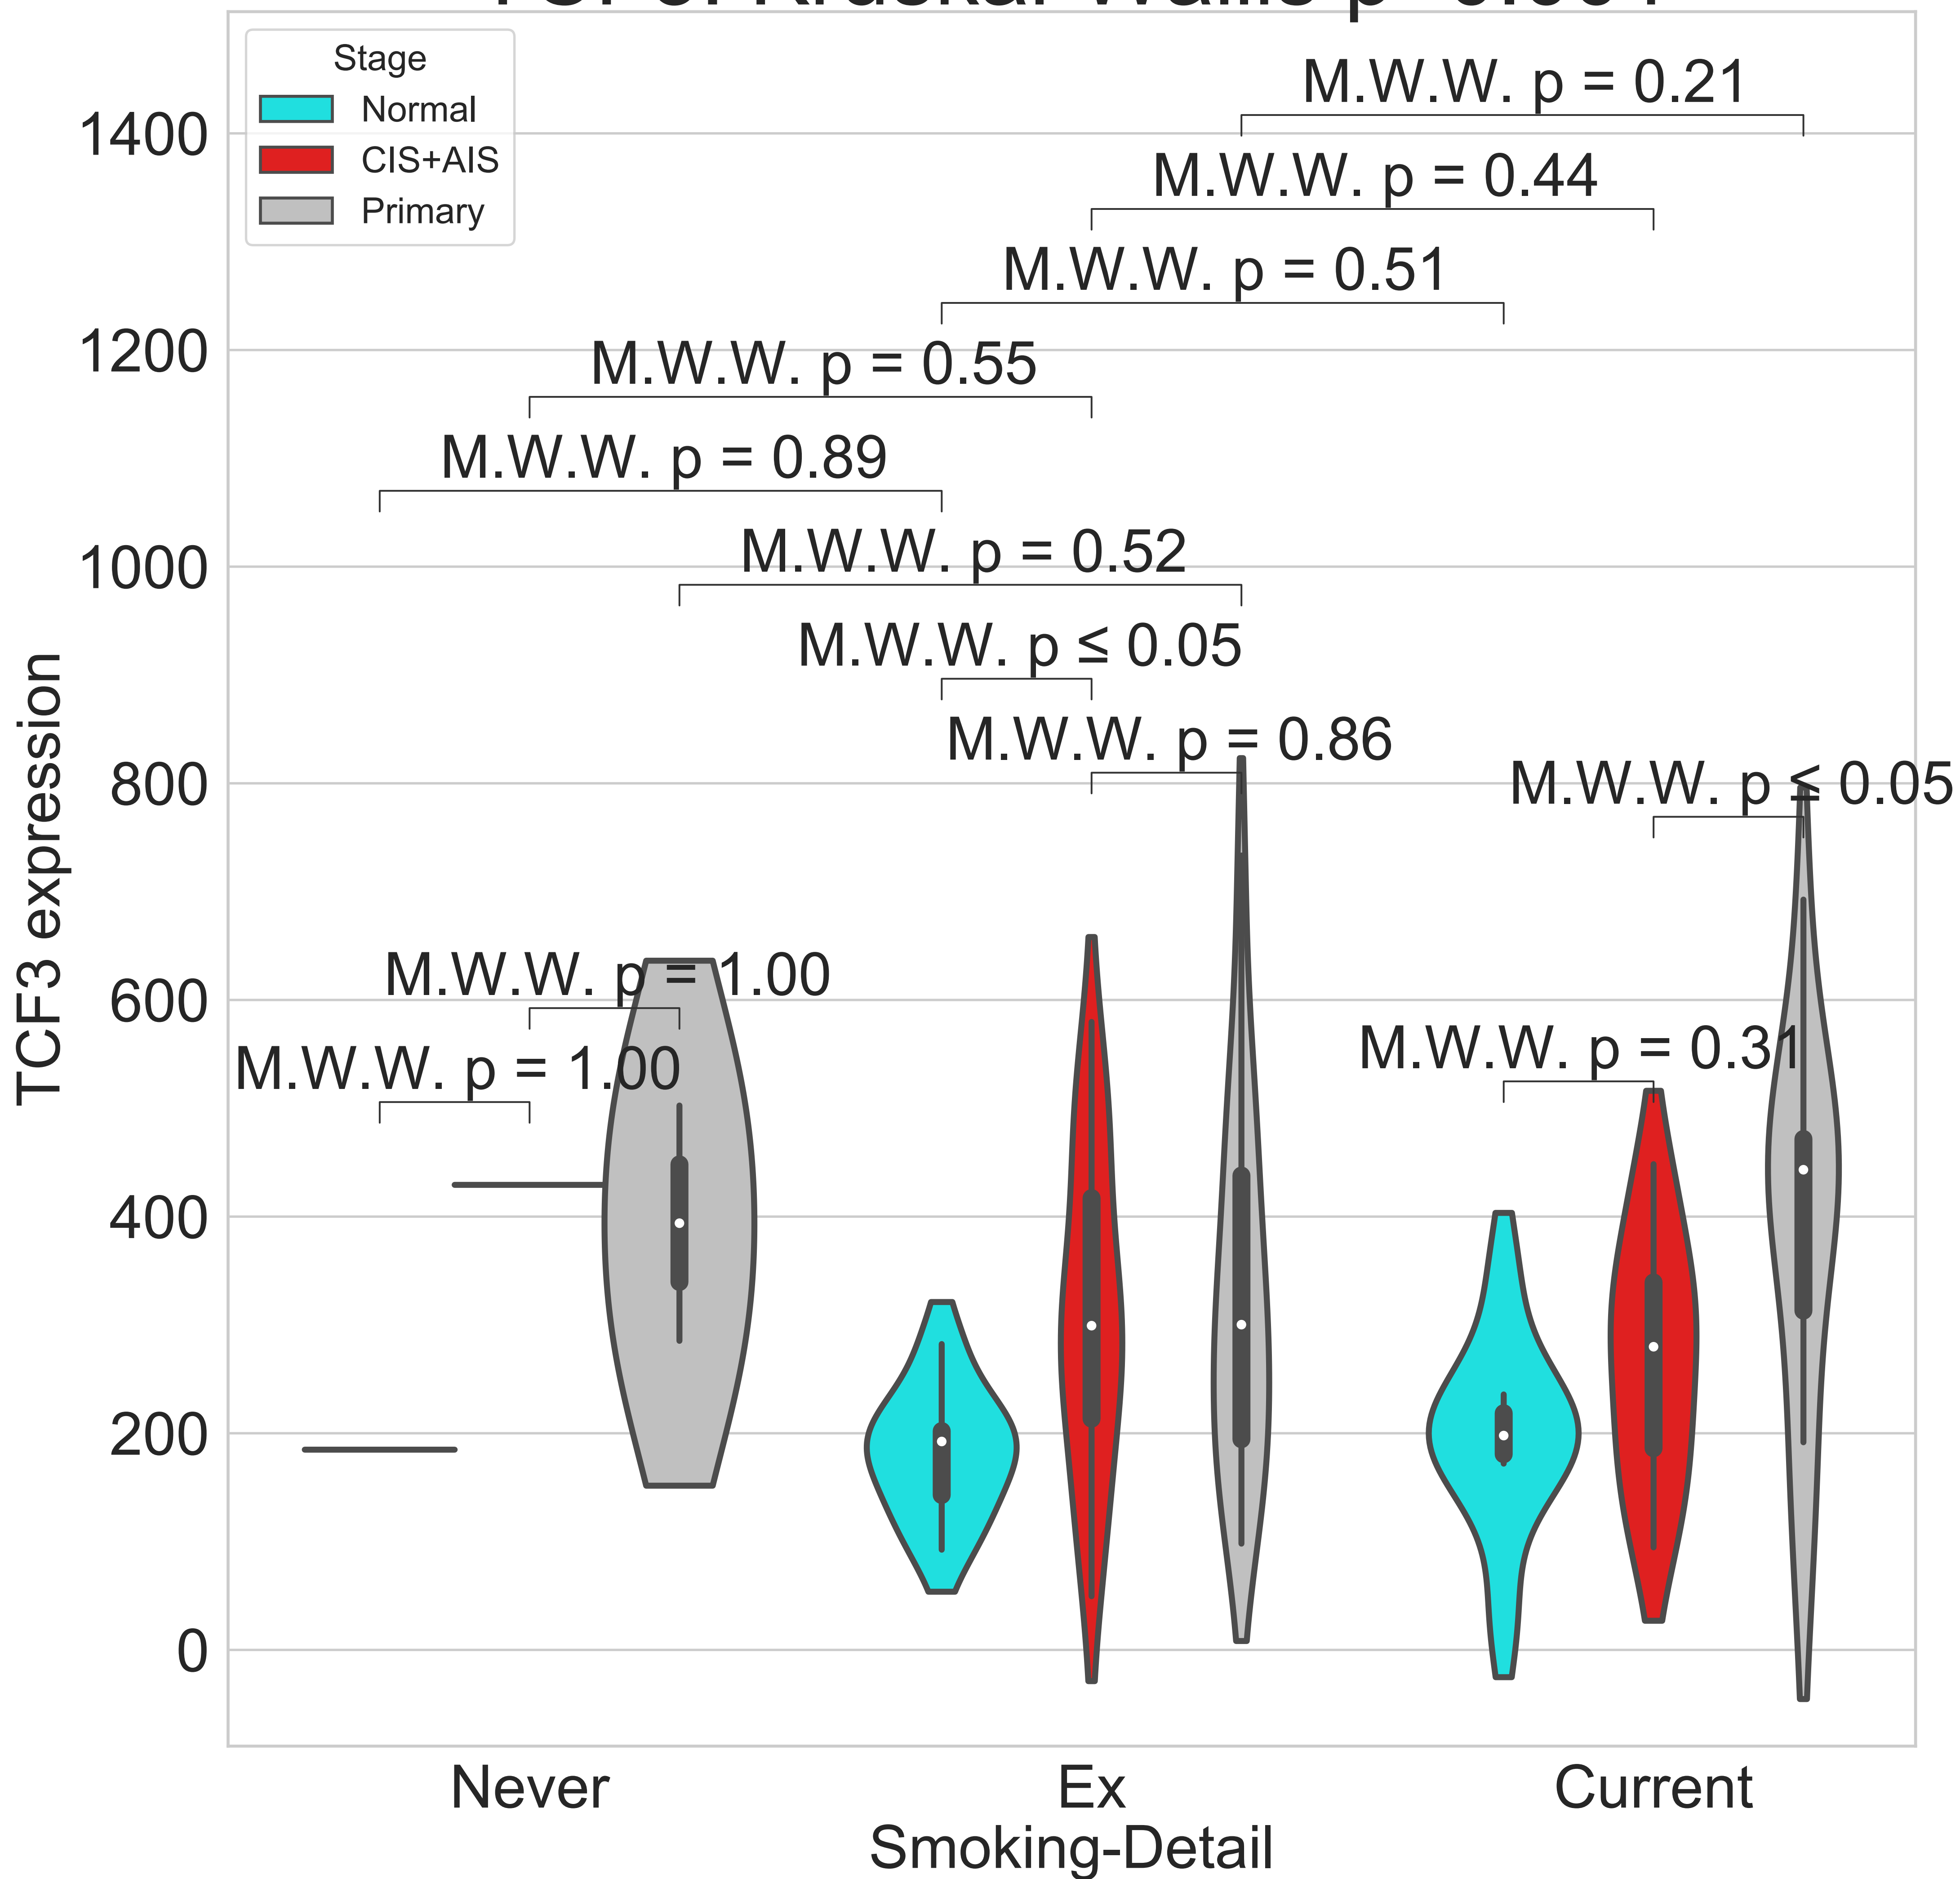 Stage
Normal
CIS+AIS
Primary
M.W.W. p = 0.21
M.W.W. p = 0.44
M.W.W. p = 0.51
M.W.W. p = 0.55
M.W.W. p = 0.89
M.W.W. p = 0.52
M.W.W. p ≤ 0.05
M.W.W. p = 0.86
M.W.W. p ≤ 0.05
M.W.W. p = 1.00
M.W.W. p = 1.00
M.W.W. p = 0.31
1400
1200
1000
800
600
400
200
0
TCF3 expression
Never
Ex
Current
Smoking-Detail